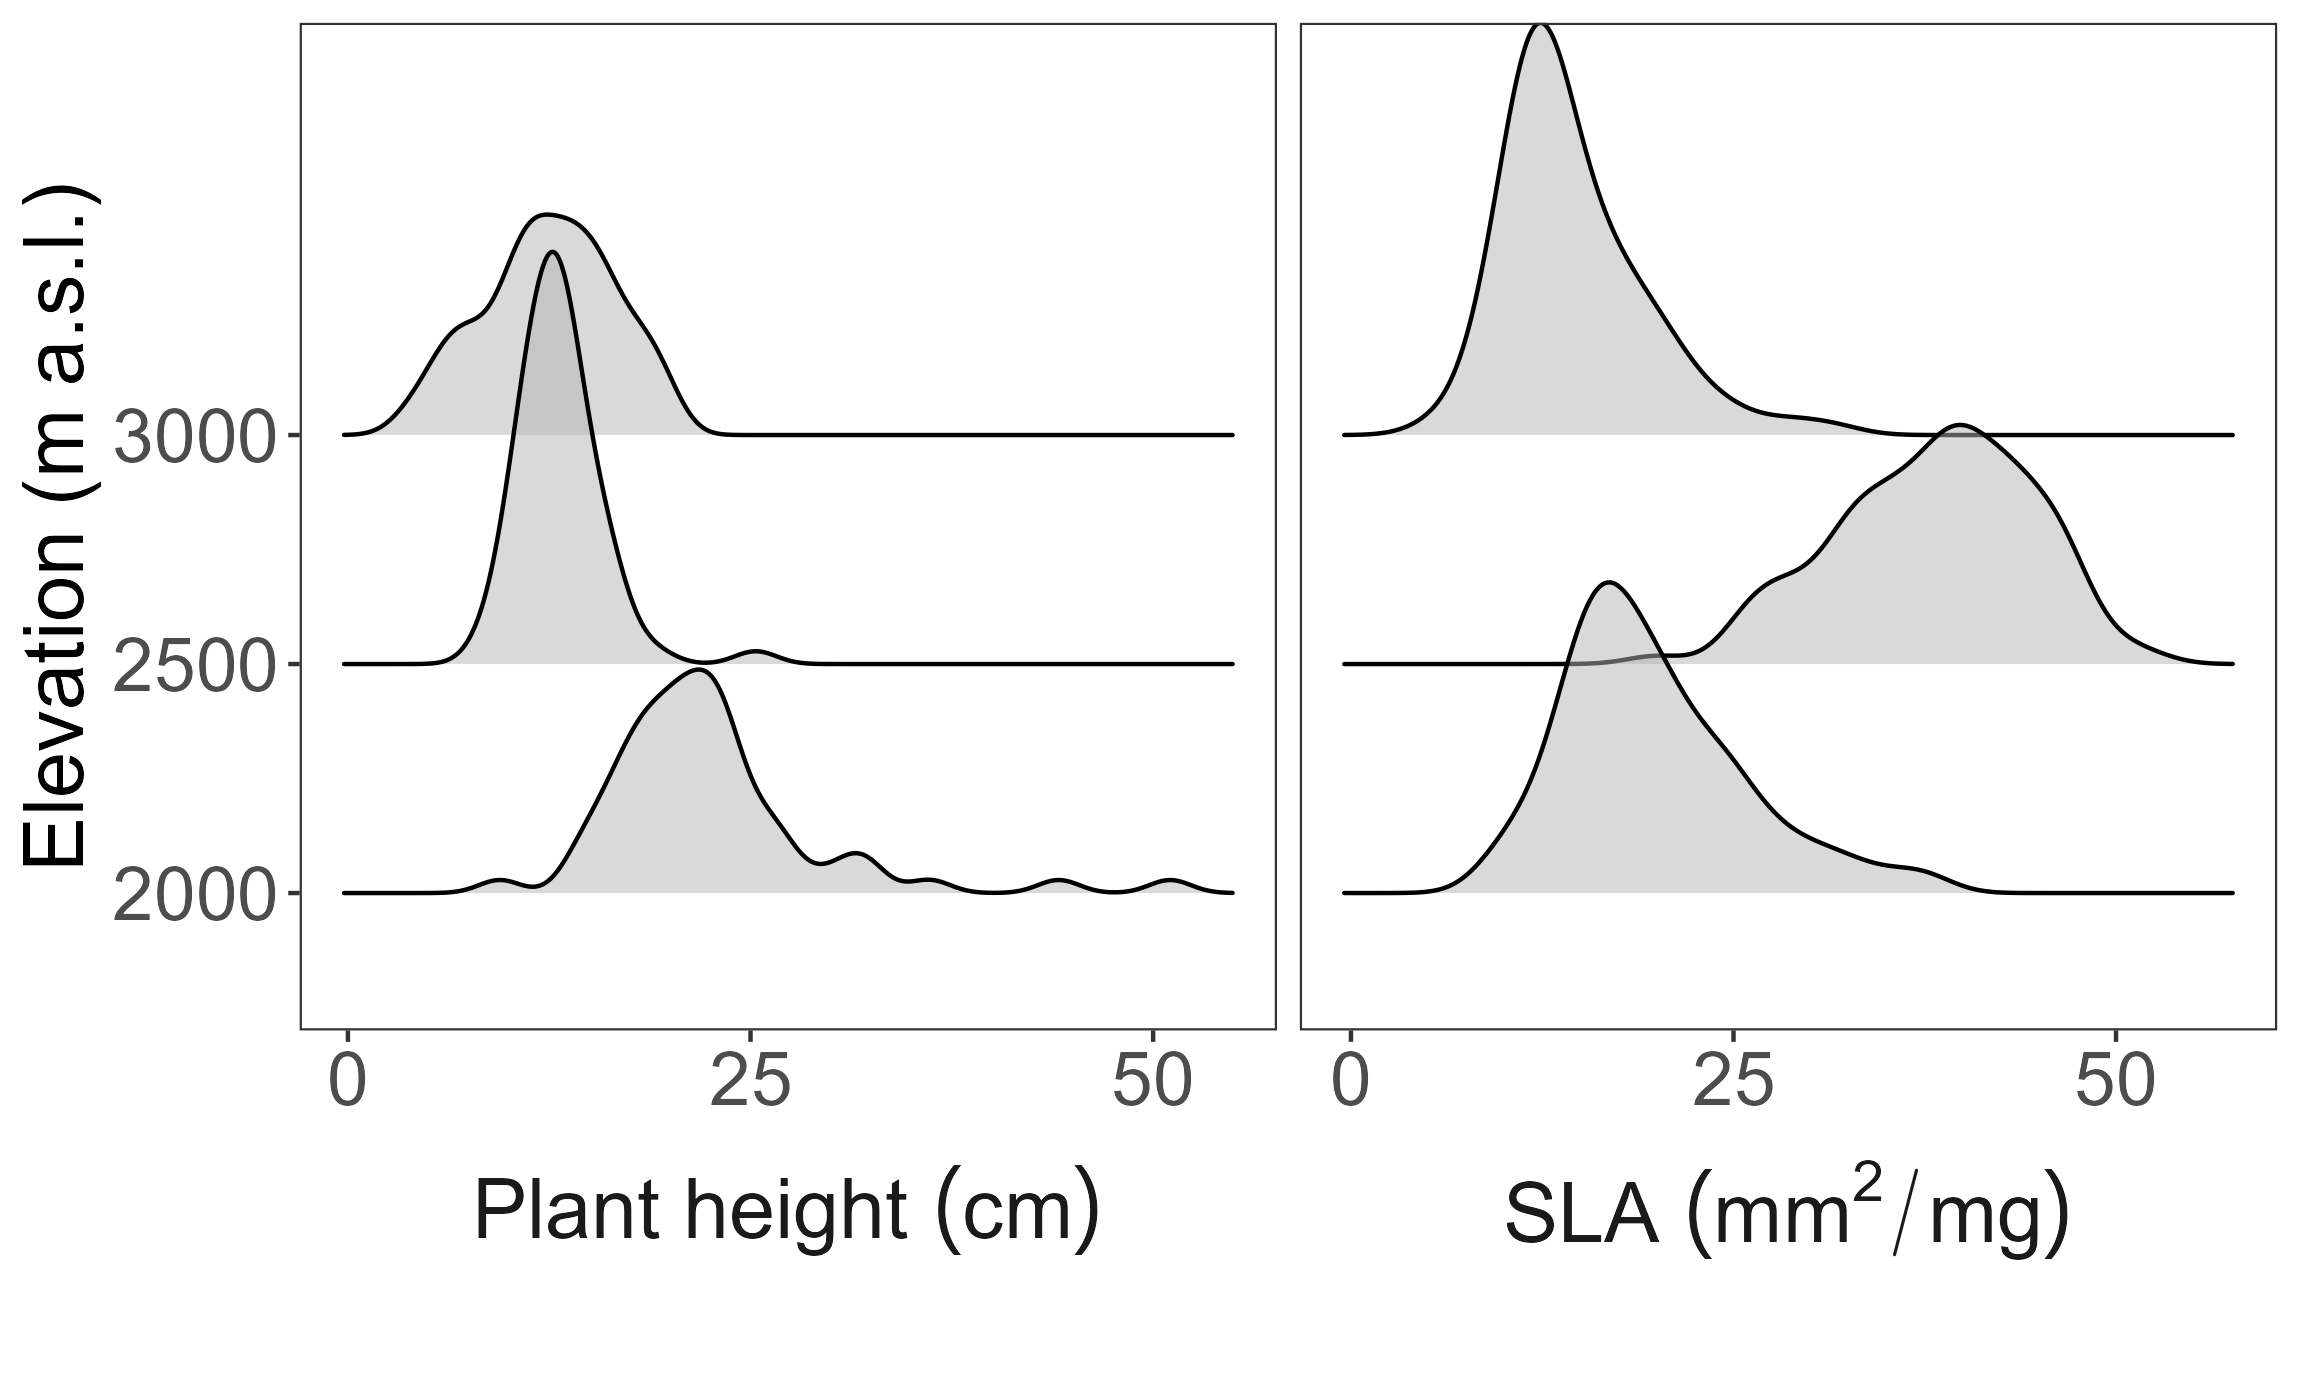 Elevation (m a.s.l.)
3000
2500
2000
0 25 50
0 25 50
Plant height (cm)
SLA (mm²/mg)